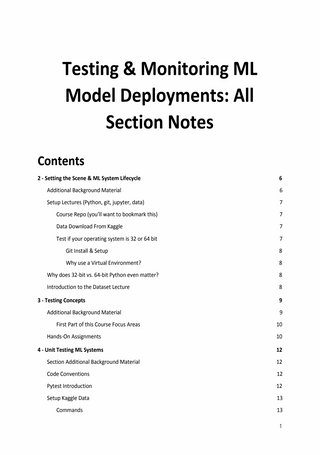 Testing & Monitoring ML
Model Deployments: All
Section Notes
Contents
2 - Setting the Scene & ML System Lifecycle 6
Additional Background Material 6
Setup Lectures (Python, git, jupyter, data) 7
Course Repo (you'll want to bookmark this) 7
Data Download From Kaggle 7
Test if your operating system is 32 or 64 bit 7
Git Install & Setup 8
Why use a Virtual Environment? 8
Why does 32-bit vs. 64-bit Python even matter? 8
Introduction to the Dataset Lecture 8
3 - Testing Concepts 9
Additional Background Material 9
First Part of this Course Focus Areas 10
Hands-On Assignments 10
4 - Unit Testing ML Systems 12
Section Additional Background Material 12
Code Conventions 12
Pytest Introduction 12
Setup Kaggle Data 13
Commands 13
1